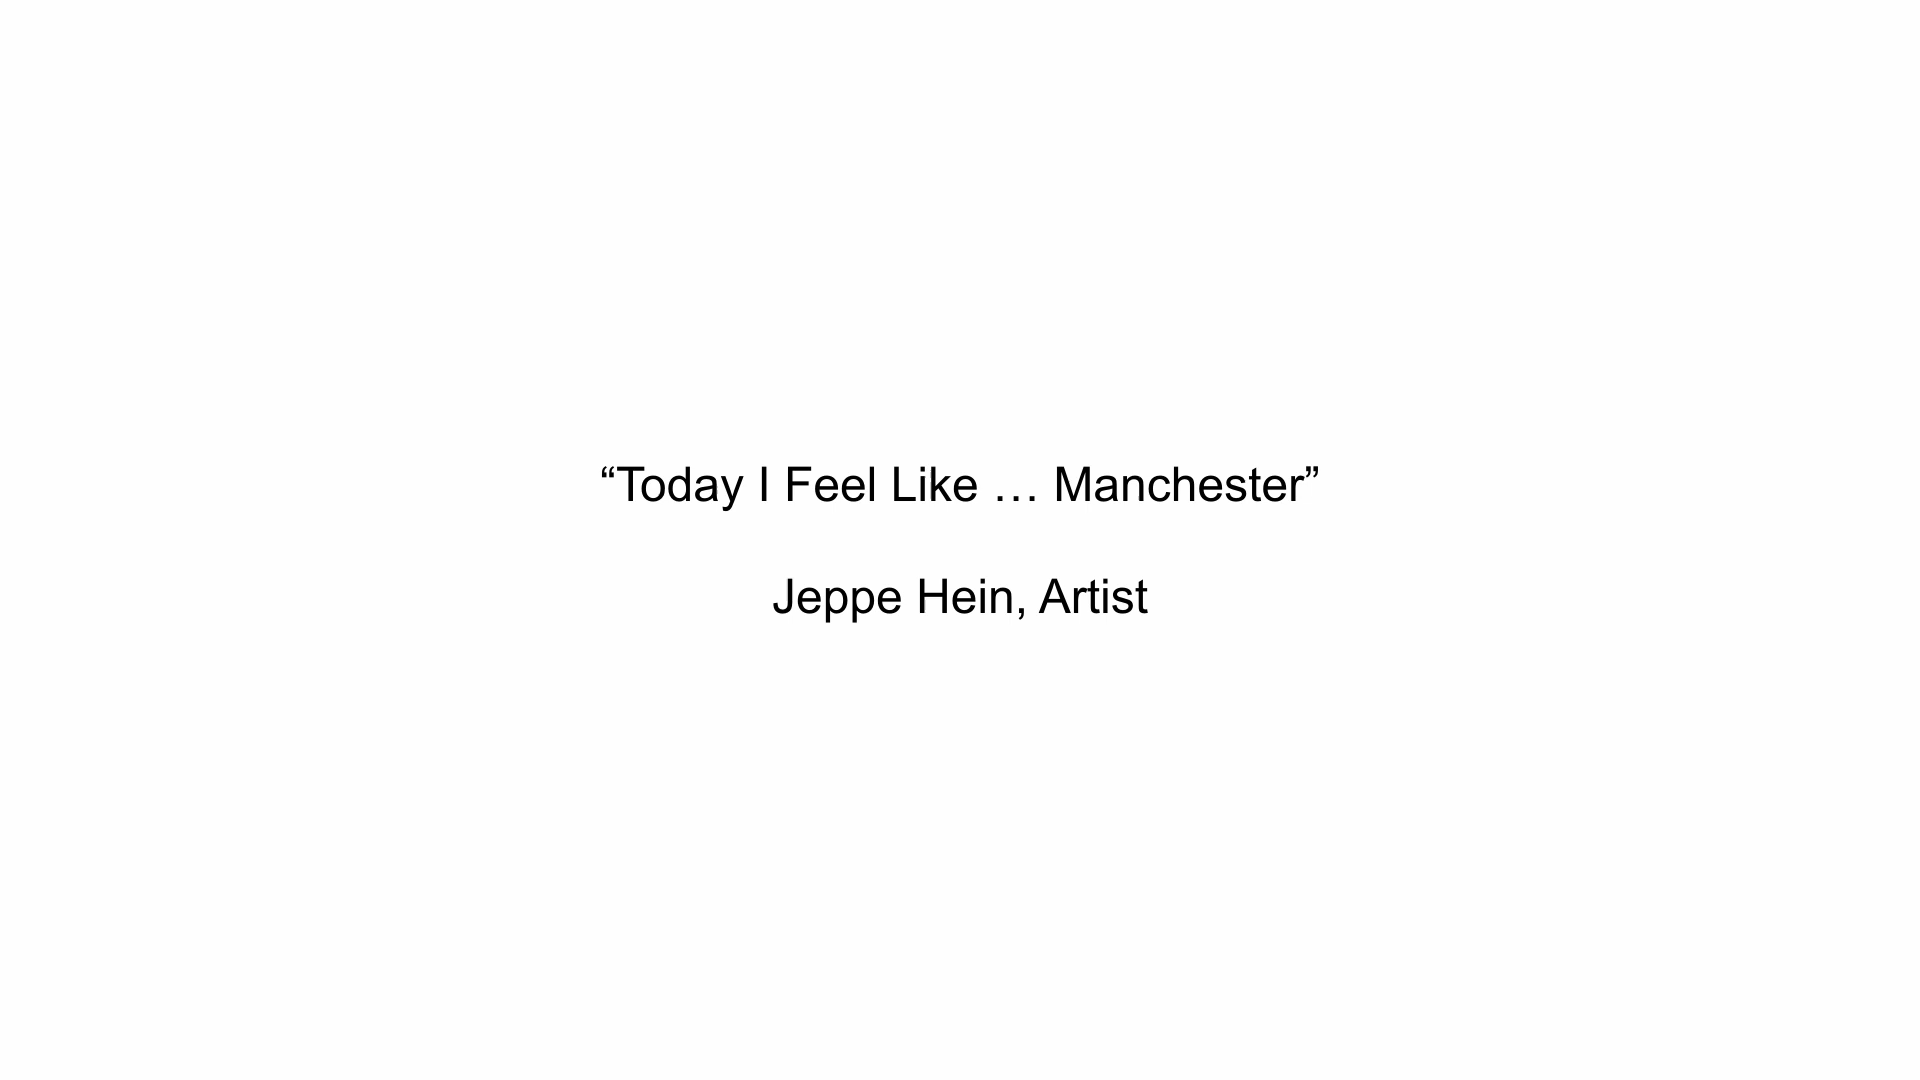 “Today I Feel Like … Manchester”
Jeppe Hein, Artist